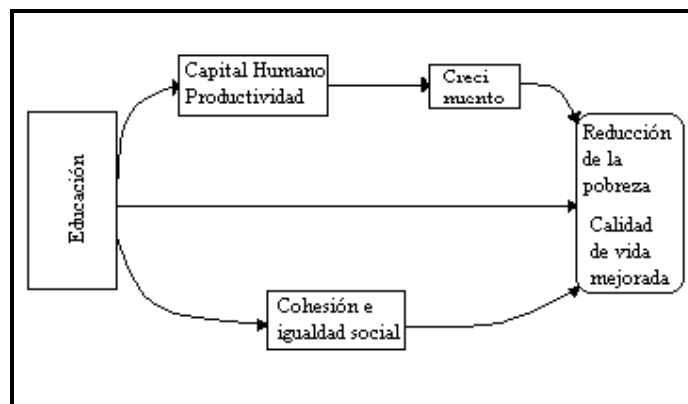 Educación
Capital Humano
Productividad
Creci
miento
Cohesión e
igualdad social
Reducción
de la
pobreza
Calidad
de vida
mejorada